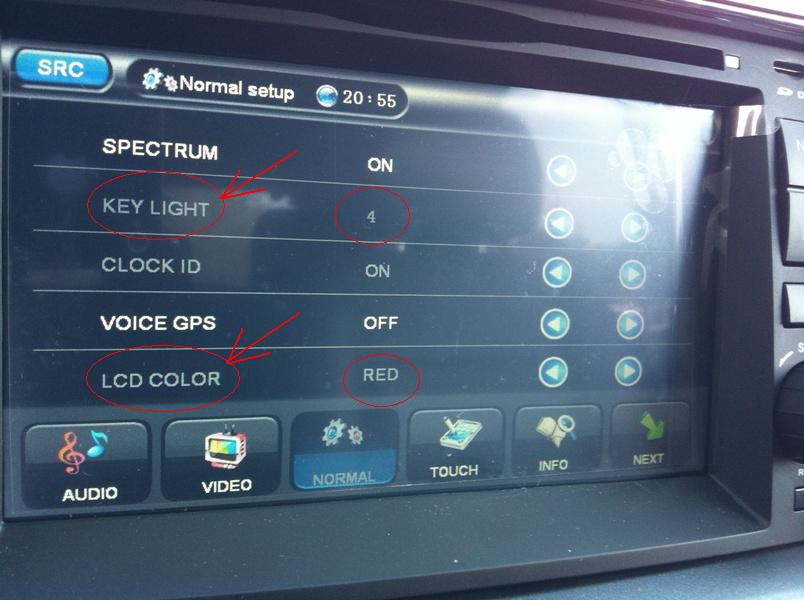 SRC
Normal setup
20:55
SPECTRUM ON
KEY LIGHT 4
CLOCK ID ON
VOICE GPS OFF
LCD COLOR RED
AUDIO
VIDEO
NORMAL
TOUCH
INFO
NEXT